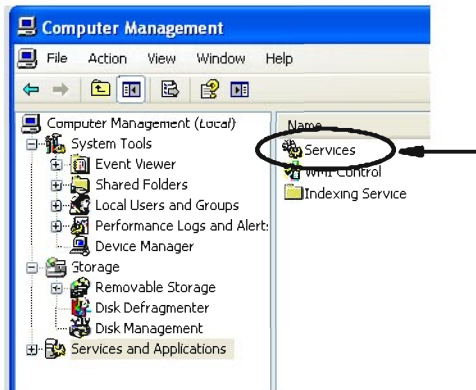 Computer Management
File Action View Window Help
Computer Management (Local)
System Tools
Event Viewer
Shared Folders
Local Users and Groups
Performance Logs and Alert:
Device Manager
Storage
Removable Storage
Disk Defragmenter
Disk Management
Services and Applications
Name
Services
WMI Control
Indexing Service